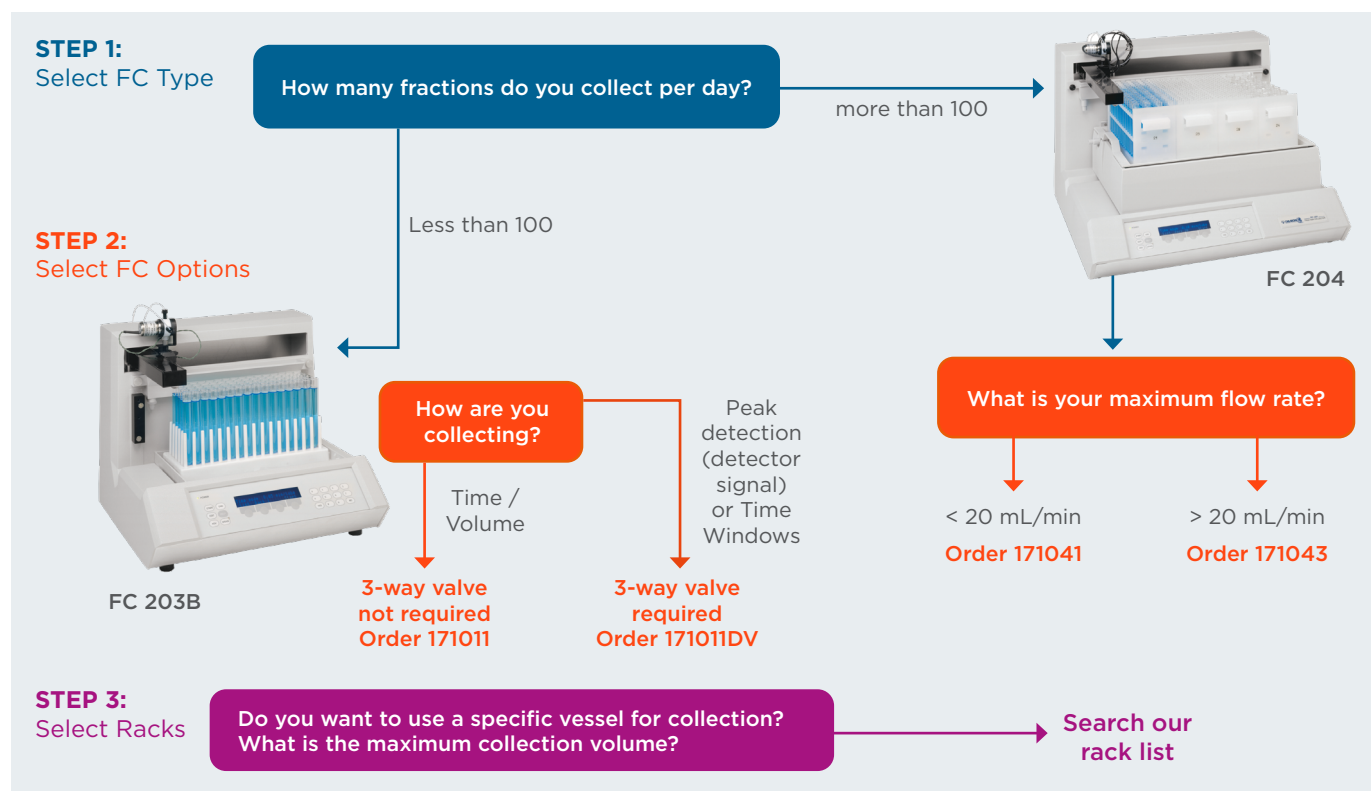 STEP 1:
Select FC Type
How many fractions do you collect per day?
more than 100
Less than 100
FC 204
STEP 2:
Select FC Options
FC 203B
How are you
collecting?
Time /
Volume
3-way valve
not required
Order 171011
Peak
detection
(detector
signal)
or Time
Windows
3-way valve
required
Order 171011DV
What is your maximum flow rate?
< 20 mL/min
Order 171041
> 20 mL/min
Order 171043
STEP 3:
Select Racks
Do you want to use a specific vessel for collection?
What is the maximum collection volume?
Search our
rack list